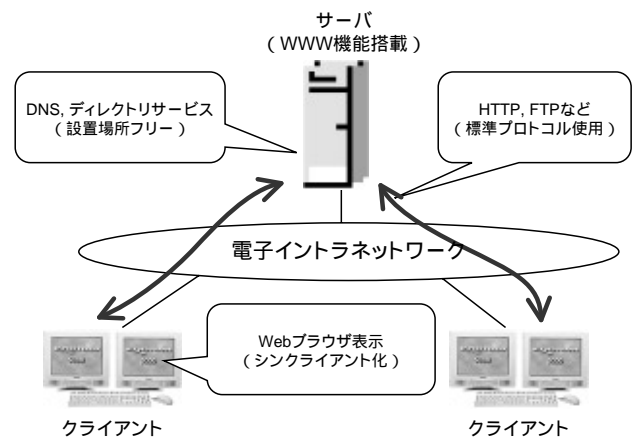 サーバ
（WWW機能搭載）
DNS, ディレクトリサービス
（設置場所フリー）
HTTP, FTPなど
（標準プロトコル使用）
電子イントラネットワーク
Webブラウザ表示
（シンクライアント化）
クライアント
クライアント